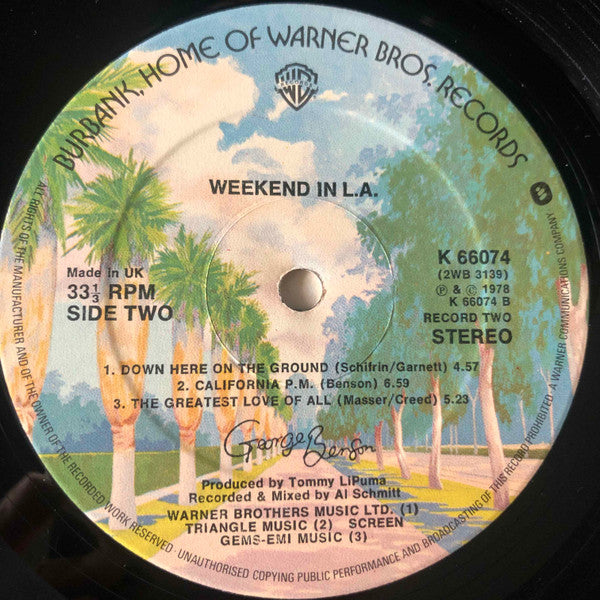 BURBANK, HOME OF WARNER BROS. RECORDS
WEEKEND IN L.A.
Made in UK
33⅓ RPM
SIDE TWO
K 66074
(2WB 3139)
Ⓟ & © 1978
K 66074 B
RECORD TWO
STEREO
1. DOWN HERE ON THE GROUND (Schifrin/Garnett) 4.57
2. CALIFORNIA P.M. (Benson) 6.59
3. THE GREATEST LOVE OF ALL (Masser/Creed) 5.23
George Benson
Produced by Tommy LiPuma
Recorded & Mixed by Al Schmitt
WARNER BROTHERS MUSIC LTD. (1)
TRIANGLE MUSIC (2) SCREEN
GEMS-EMI MUSIC (3)
ALL RIGHTS OF THE MANUFACTURER AND OF THE OWNER OF THE RECORDED WORK RESERVED - UNAUTHORISED COPYING PUBLIC PERFORMANCE AND BROADCASTING OF THIS RECORD PROHIBITED. A WARNER COMMUNICATIONS COMPANY